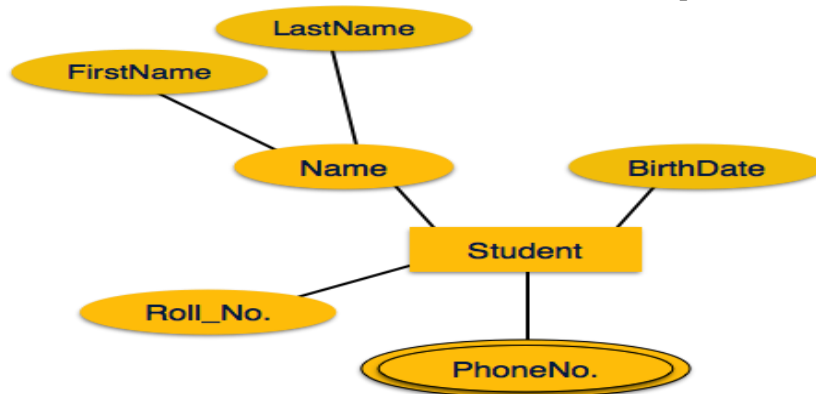 LastName
FirstName
Name
BirthDate
Student
Roll_No.
PhoneNo.